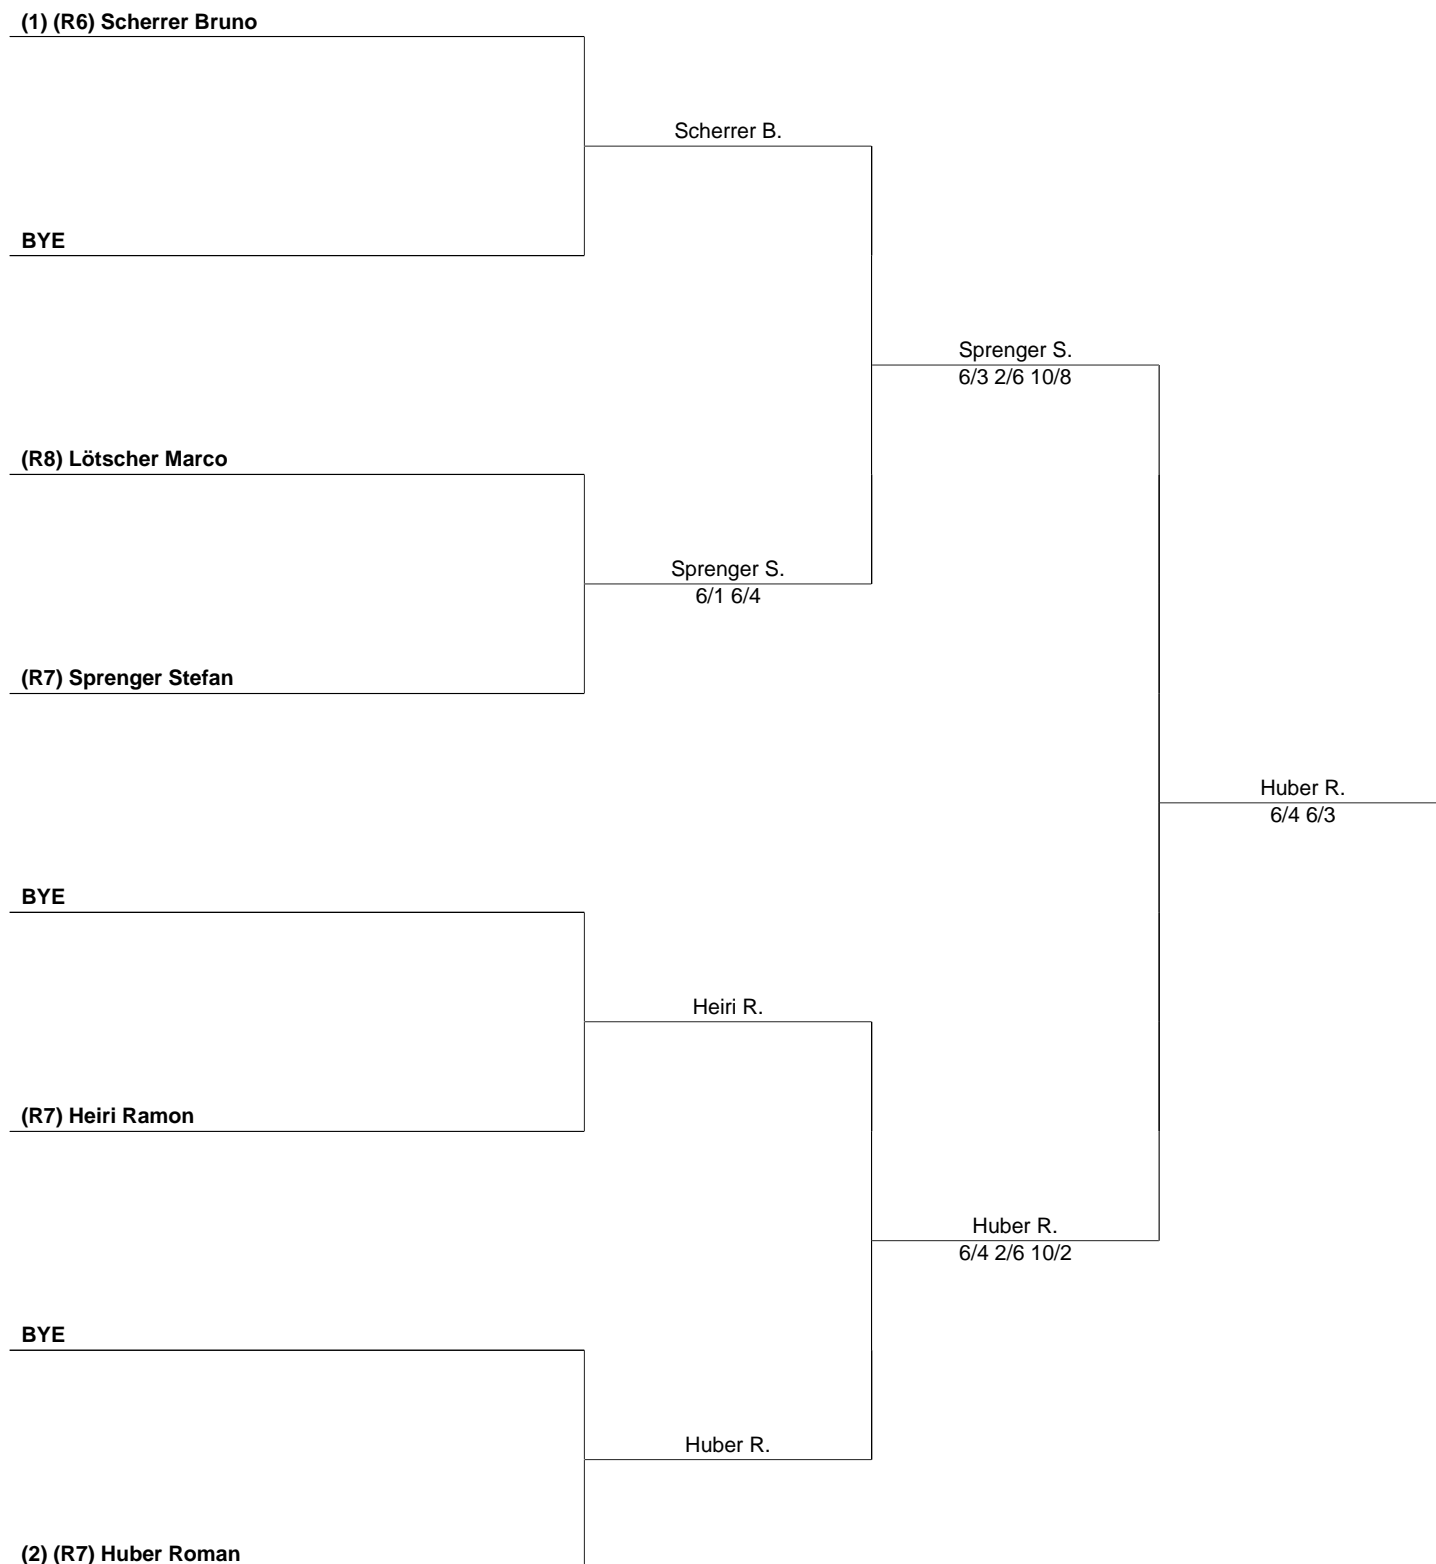 (1) (R6) Scherrer Bruno
Scherrer B.
BYE
Sprenger S.
6/3 2/6 10/8
(R8) Lötscher Marco
Sprenger S.
6/1 6/4
(R7) Sprenger Stefan
Huber R.
6/4 6/3
BYE
Heiri R.
(R7) Heiri Ramon
Huber R.
6/4 2/6 10/2
BYE
Huber R.
(2) (R7) Huber Roman